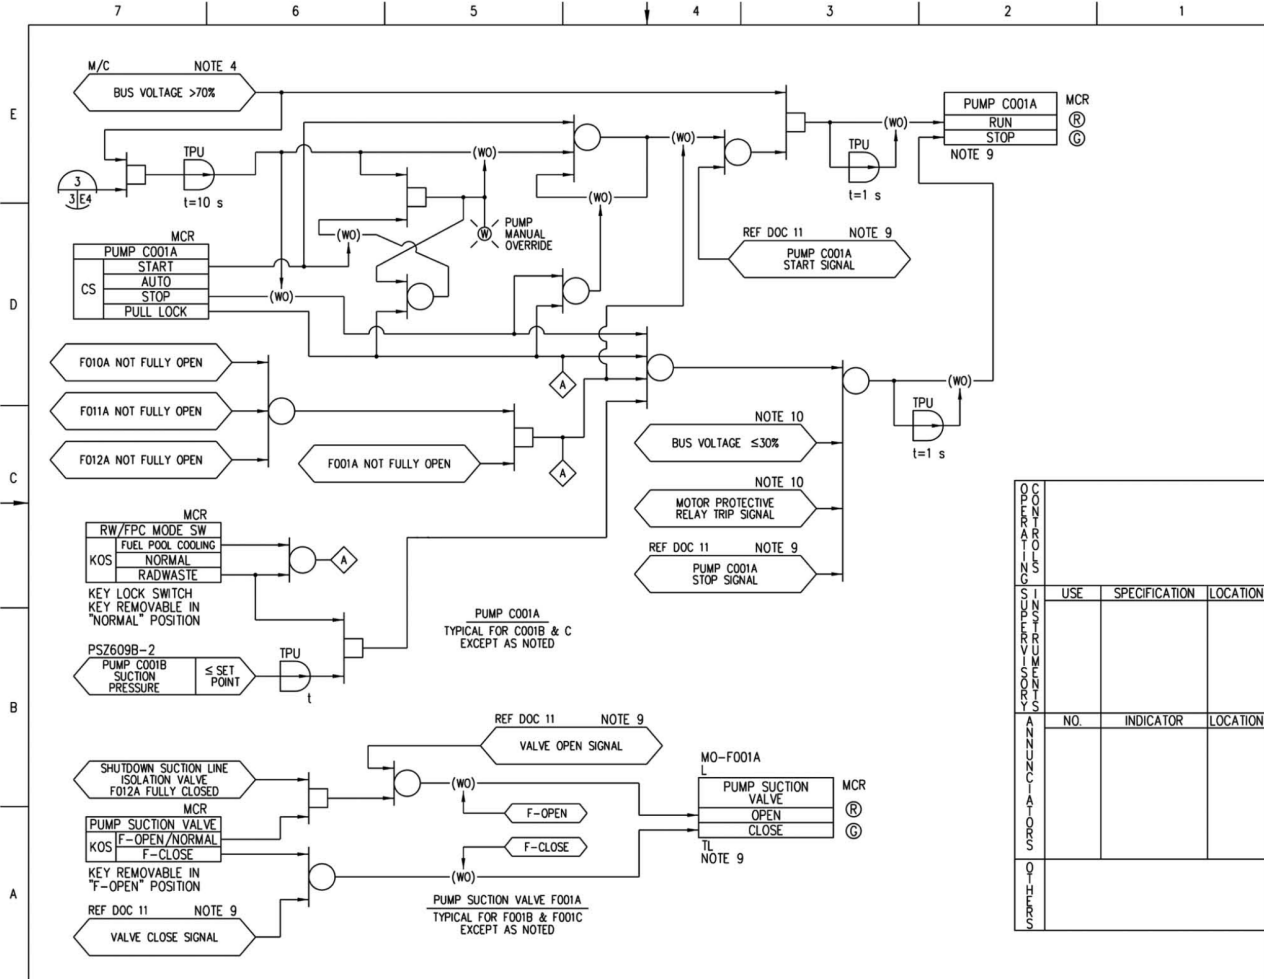 7 6 5 4 3 2 1
E
D
C
B
A
M/C NOTE 4
BUS VOLTAGE >70%
TPU
t=10 s
3
3 E4
(WO)
W
PUMP
MANUAL
OVERRIDE
(WO)
(WO)
(WO)
(WO)
(WO)
TPU
t=1 s
PUMP C001A
RUN
STOP
MCR
R
G
NOTE 9
REF DOC 11 NOTE 9
PUMP C001A
START SIGNAL
MCR
PUMP C001A
CS
START
AUTO
STOP
PULL LOCK
F010A NOT FULLY OPEN
F011A NOT FULLY OPEN
F012A NOT FULLY OPEN
F001A NOT FULLY OPEN
A
A
(WO)
TPU
t=1 s
NOTE 10
BUS VOLTAGE ≤30%
NOTE 10
MOTOR PROTECTIVE
RELAY TRIP SIGNAL
REF DOC 11 NOTE 9
PUMP C001A
STOP SIGNAL
MCR
RW/FPC MODE SW
KOS
FUEL POOL COOLING
NORMAL
RADWASTE
A
KEY LOCK SWITCH
KEY REMOVABLE IN
"NORMAL" POSITION
PUMP C001A
TYPICAL FOR C001B & C
EXCEPT AS NOTED
PSZ609B-2
PUMP C001B
SUCTION
PRESSURE
≤ SET
POINT
TPU
t
REF DOC 11 NOTE 9
VALVE OPEN SIGNAL
SHUTDOWN SUCTION LINE
ISOLATION VALVE
F012A FULLY CLOSED
MCR
PUMP SUCTION VALVE
KOS
F-OPEN/NORMAL
F-CLOSE
KEY REMOVABLE IN
"F-OPEN" POSITION
REF DOC 11 NOTE 9
VALVE CLOSE SIGNAL
(WO)
F-OPEN
F-CLOSE
(WO)
PUMP SUCTION VALVE F001A
TYPICAL FOR F001B & F001C
EXCEPT AS NOTED
MO-F001A
L
PUMP SUCTION
VALVE
OPEN
CLOSE
MCR
R
G
TL
NOTE 9
OPERATING
CONTROLS
SUPERVISORY
INSTRUMENTS
USE SPECIFICATION LOCATION
ANNUNCIATORS
NO. INDICATOR LOCATION
OTHERS